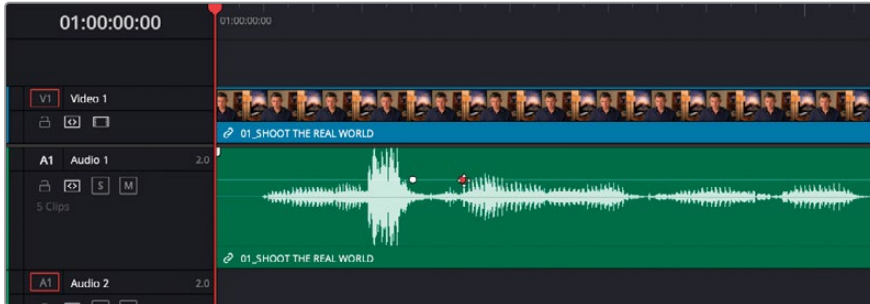 01:00:00:00
01:00:00:00
V1 Video 1
01_SHOOT THE REAL WORLD
A1 Audio 1 2.0
S M
5 Clips
01_SHOOT THE REAL WORLD
A1 Audio 2 2.0